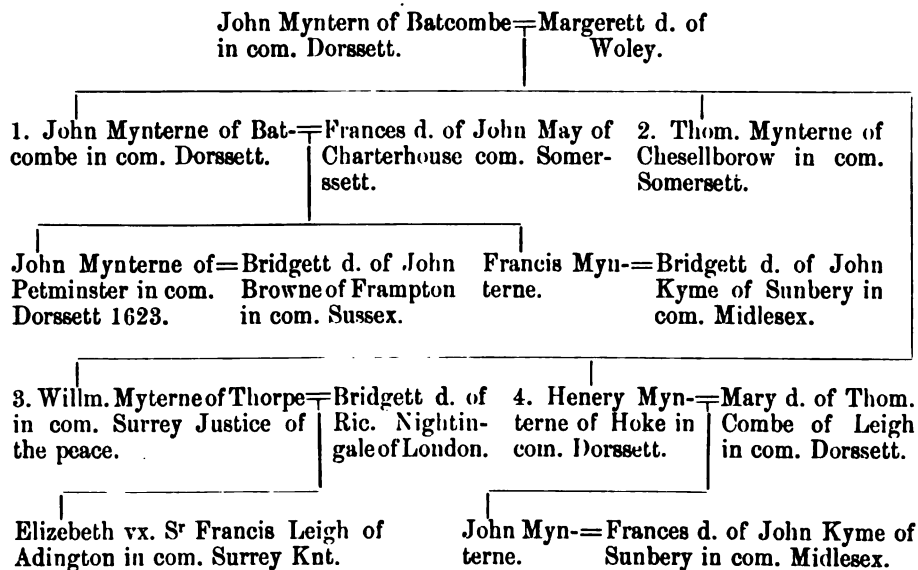 John Myntern of Batcombe=Margerett d. of
in com. Dorssett. Woley.
1. John Mynterne of Bat-=Frances d. of John May of
combe in com. Dorssett. Charterhouse com. Somer-
ssett.
2. Thom. Mynterne of
Chesellborow in com.
Somersett.
John Mynterne of=Bridgett d. of John
Petminster in com. Browne of Frampton
Dorssett 1623. in com. Sussex.
Francis Myn-=Bridgett d. of John
terne. Kyme of Sunbery in
com. Midlesex.
3. Willm. Myterne of Thorpe=Bridgett d. of
in com. Surrey Justice of Ric. Nightin-
the peace. gale of London.
4. Henery Myn-=Mary d. of Thom.
terne of Hoke in Combe of Leigh
com. Dorssett. in com. Dorssett.
Elizebeth vx. Sr Francis Leigh of
Adington in com. Surrey Knt.
John Myn-=Frances d. of John Kyme of
terne. Sunbery in com. Midlesex.